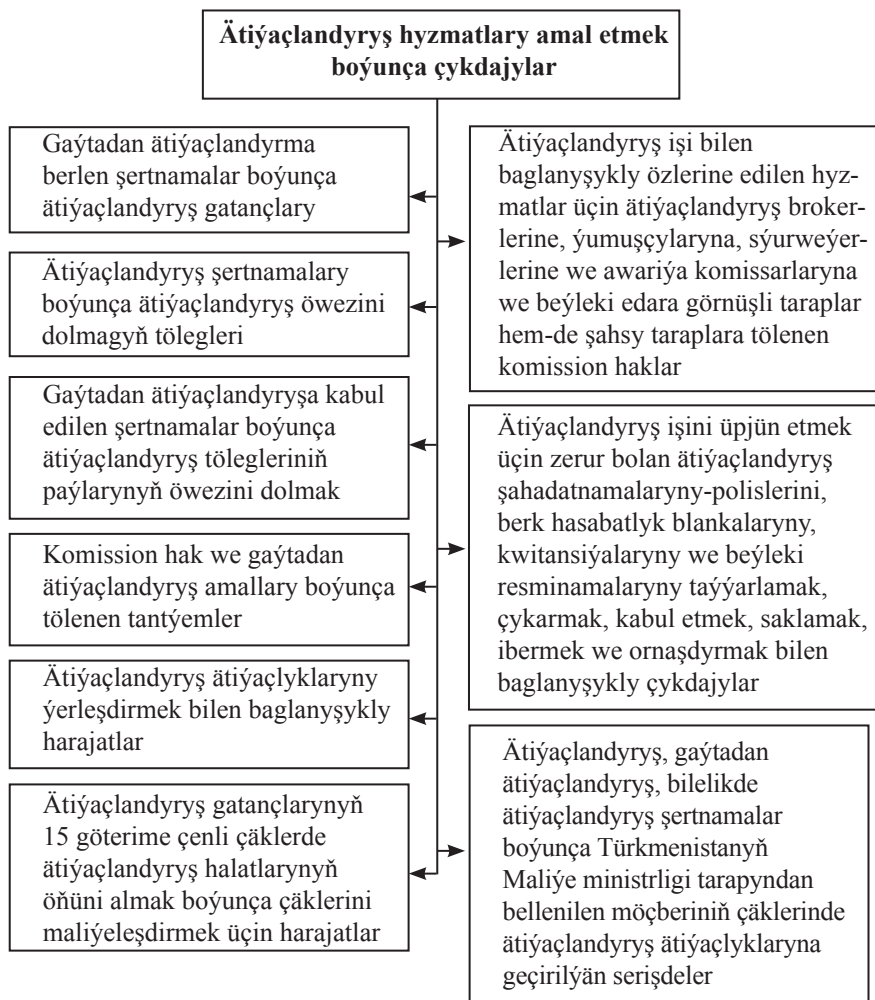 Ätiýaçlandyryş hyzmatlary amal etmek
boýunça çykdajylar
Gaýtadan ätiýaçlandyrma
berlen şertnamalar boýunça
ätiýaçlandyryş gatançlary
Ätiýaçlandyryş şertnamalary
boýunça ätiýaçlandyryş öwezini
dolmagyň tölegleri
Gaýtadan ätiýaçlandyryşa kabul
edilen şertnamalar boýunça
ätiýaçlandyryş tölegleriniň
paýlarynyň öwezini dolmak
Komission hak we gaýtadan
ätiýaçlandyryş amallary boýunça
tölenen tantýemler
Ätiýaçlandyryş ätiýaçlyklaryny
ýerleşdirmek bilen baglanyşykly
harajatlar
Ätiýaçlandyryş gatançlarynyň
15 göterime çenli çäklerde
ätiýaçlandyryş halatlarynyň
öňüni almak boýunça çäklerini
maliýeleşdirmek üçin harajatlar
Ätiýaçlandyryş işi bilen
baglanyşykly özlerine edilen hyz-
matlar üçin ätiýaçlandyryş broker-
lerine, ýumuşçylaryna, sýurweýer-
lerine we awariýa komissarlaryna
we beýleki edara görnüşli taraplar
hem-de şahsy taraplara tölenen
komission haklar
Ätiýaçlandyryş işini üpjün etmek
üçin zerur bolan ätiýaçlandyryş
şahadatnamalaryny-polislerini,
berk hasabatlyk blankalaryny,
kwitansiýalaryny we beýleki
resminamalaryny taýýarlamak,
çykarmak, kabul etmek, saklamak,
ibermek we ornaşdyrmak bilen
baglanyşykly çykdajylar
Ätiýaçlandyryş, gaýtadan
ätiýaçlandyryş, bilelikde
ätiýaçlandyryş şertnamalar
boýunça Türkmenistanyň
Maliýe ministrligi tarapyndan
bellenilen möçberiniň çäklerinde
ätiýaçlandyryş ätiýaçlyklaryna
geçirilýän serişdeler